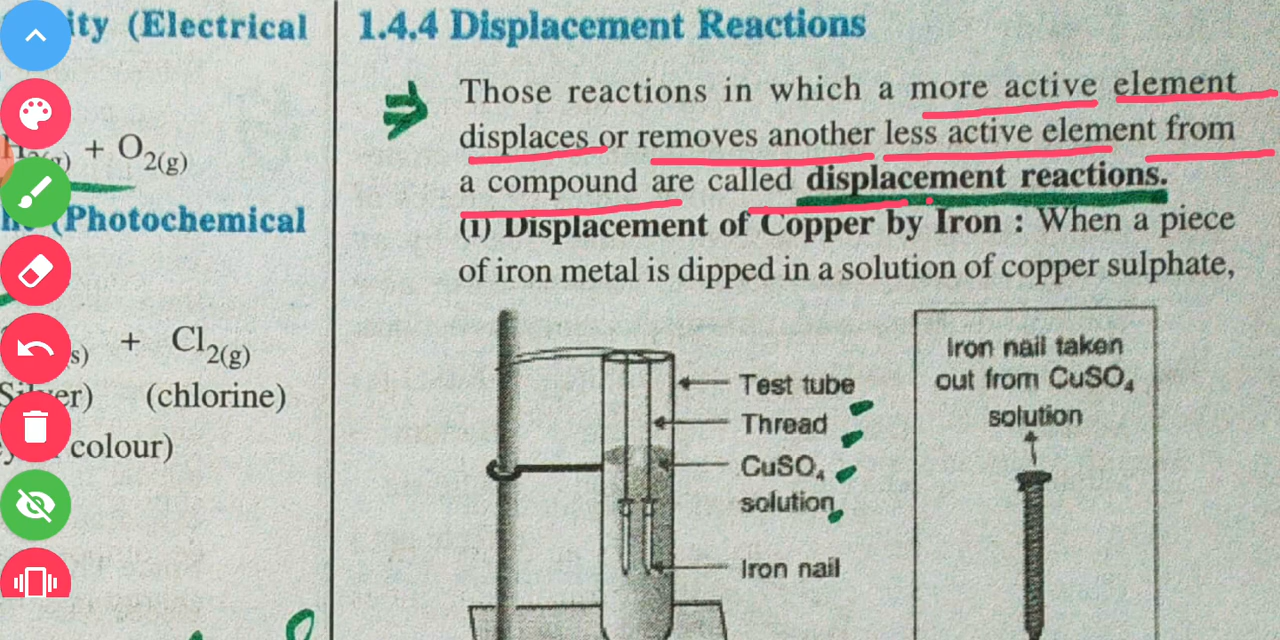 ity (Electrical
+ O2(g)
(Photochemical
s) + Cl2(g)
er) (chlorine)
colour)
1.4.4 Displacement Reactions
Those reactions in which a more active element
displaces or removes another less active element from
a compound are called displacement reactions.
(i) Displacement of Copper by Iron : When a piece
of iron metal is dipped in a solution of copper sulphate,
Test tube
Thread
CuSO4
solution
Iron nail
Iron nail taken
out from CuSO4
solution